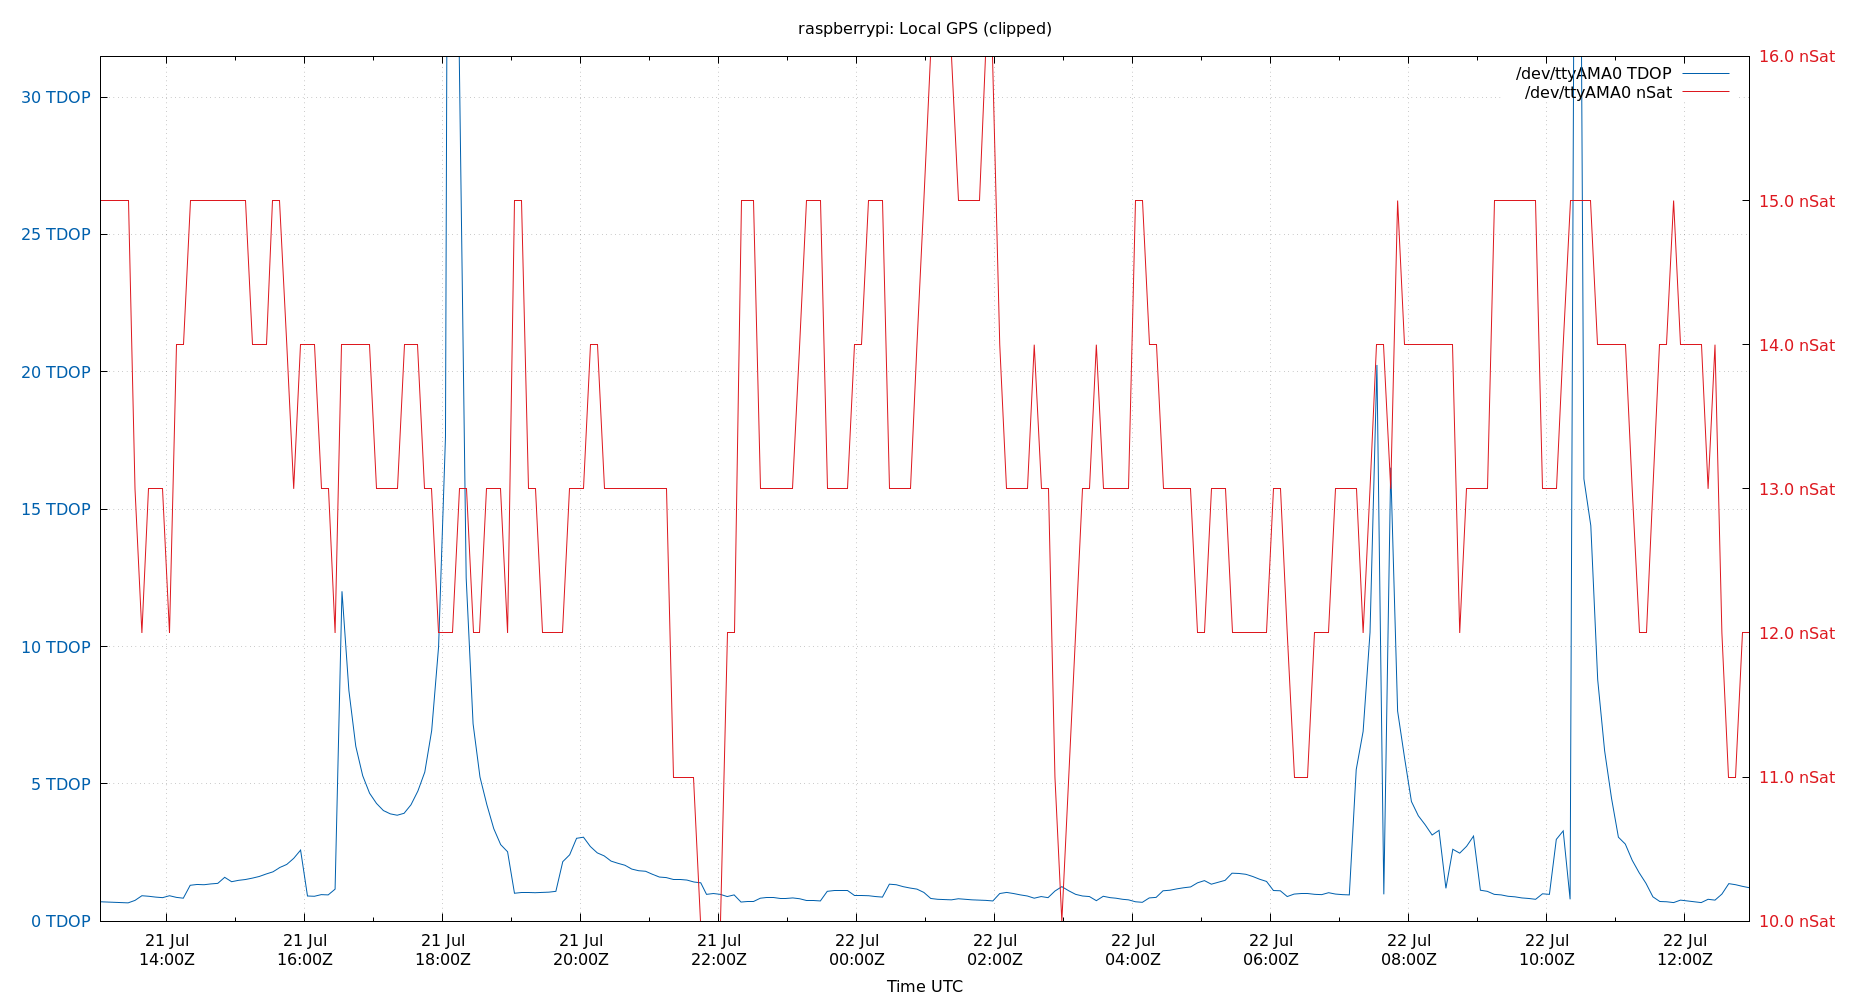 raspberrypi: Local GPS (clipped)
/dev/ttyAMA0 TDOP
/dev/ttyAMA0 nSat
30 TDOP
25 TDOP
20 TDOP
15 TDOP
10 TDOP
5 TDOP
0 TDOP
16.0 nSat
15.0 nSat
14.0 nSat
13.0 nSat
12.0 nSat
11.0 nSat
10.0 nSat
21 Jul
14:00Z
21 Jul
16:00Z
21 Jul
18:00Z
21 Jul
20:00Z
21 Jul
22:00Z
22 Jul
00:00Z
22 Jul
02:00Z
22 Jul
04:00Z
22 Jul
06:00Z
22 Jul
08:00Z
22 Jul
10:00Z
22 Jul
12:00Z
Time UTC